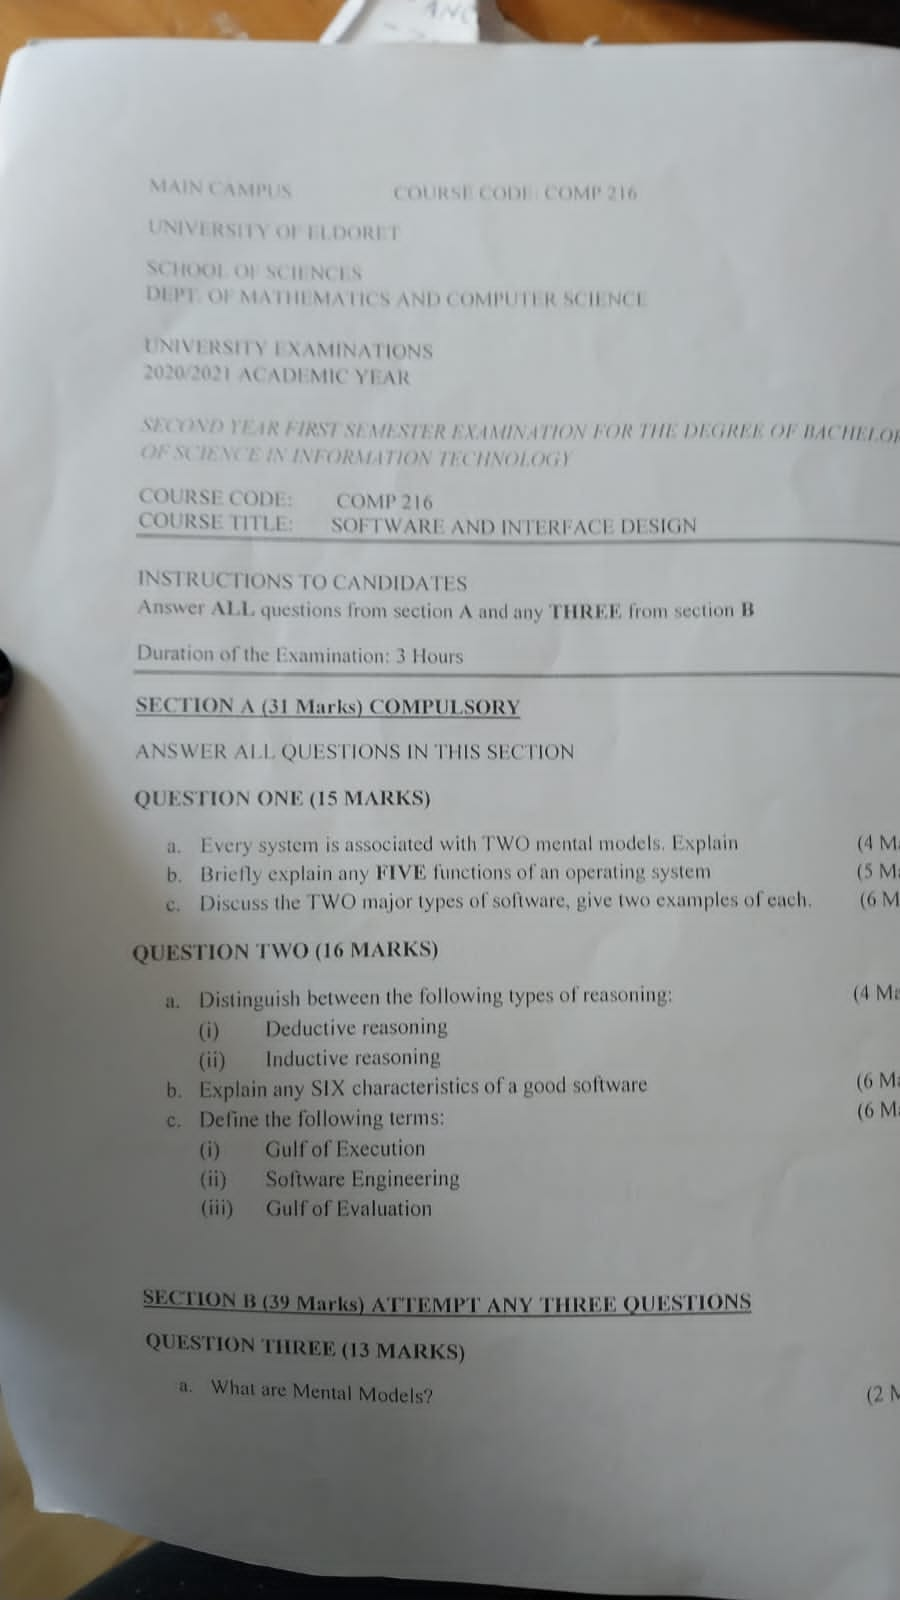 ANC
MAIN CAMPUS COURSE CODE: COMP 216
UNIVERSITY OF ELDORET
SCHOOL OF SCIENCES
DEPT. OF MATHEMATICS AND COMPUTER SCIENCE
UNIVERSITY EXAMINATIONS
2020/2021 ACADEMIC YEAR
SECOND YEAR FIRST SEMESTER EXAMINATION FOR THE DEGREE OF BACHELOR
OF SCIENCE IN INFORMATION TECHNOLOGY
COURSE CODE: COMP 216
COURSE TITLE: SOFTWARE AND INTERFACE DESIGN
INSTRUCTIONS TO CANDIDATES
Answer ALL questions from section A and any THREE from section B
Duration of the Examination: 3 Hours
SECTION A (31 Marks) COMPULSORY
ANSWER ALL QUESTIONS IN THIS SECTION
QUESTION ONE (15 MARKS)
a. Every system is associated with TWO mental models. Explain (4 Ma
b. Briefly explain any FIVE functions of an operating system (5 Ma
c. Discuss the TWO major types of software, give two examples of each. (6 M
QUESTION TWO (16 MARKS)
a. Distinguish between the following types of reasoning: (4 Ma
(i) Deductive reasoning
(ii) Inductive reasoning
b. Explain any SIX characteristics of a good software (6 Ma
c. Define the following terms: (6 Ma
(i) Gulf of Execution
(ii) Software Engineering
(iii) Gulf of Evaluation
SECTION B (39 Marks) ATTEMPT ANY THREE QUESTIONS
QUESTION THREE (13 MARKS)
a. What are Mental Models? (2 M